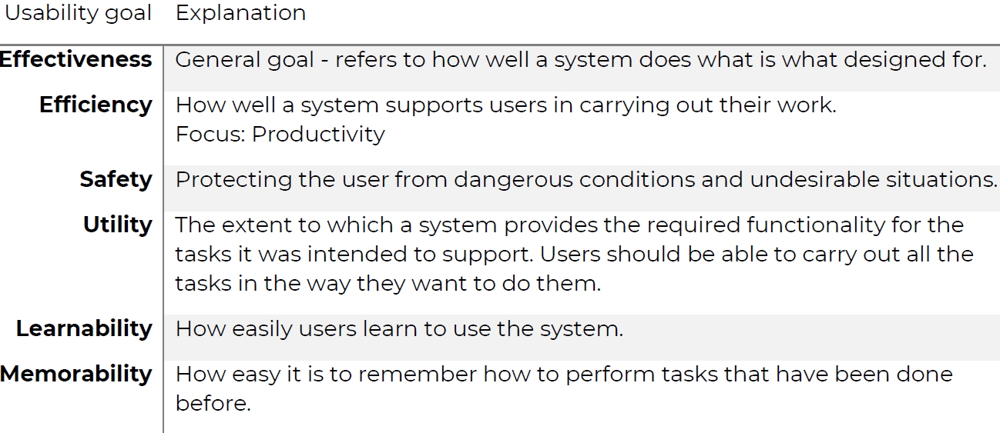 Usability goal Explanation
Effectiveness General goal - refers to how well a system does what is what designed for.
Efficiency How well a system supports users in carrying out their work.
Focus: Productivity
Safety Protecting the user from dangerous conditions and undesirable situations.
Utility The extent to which a system provides the required functionality for the
tasks it was intended to support. Users should be able to carry out all the
tasks in the way they want to do them.
Learnability How easily users learn to use the system.
Memorability How easy it is to remember how to perform tasks that have been done
before.